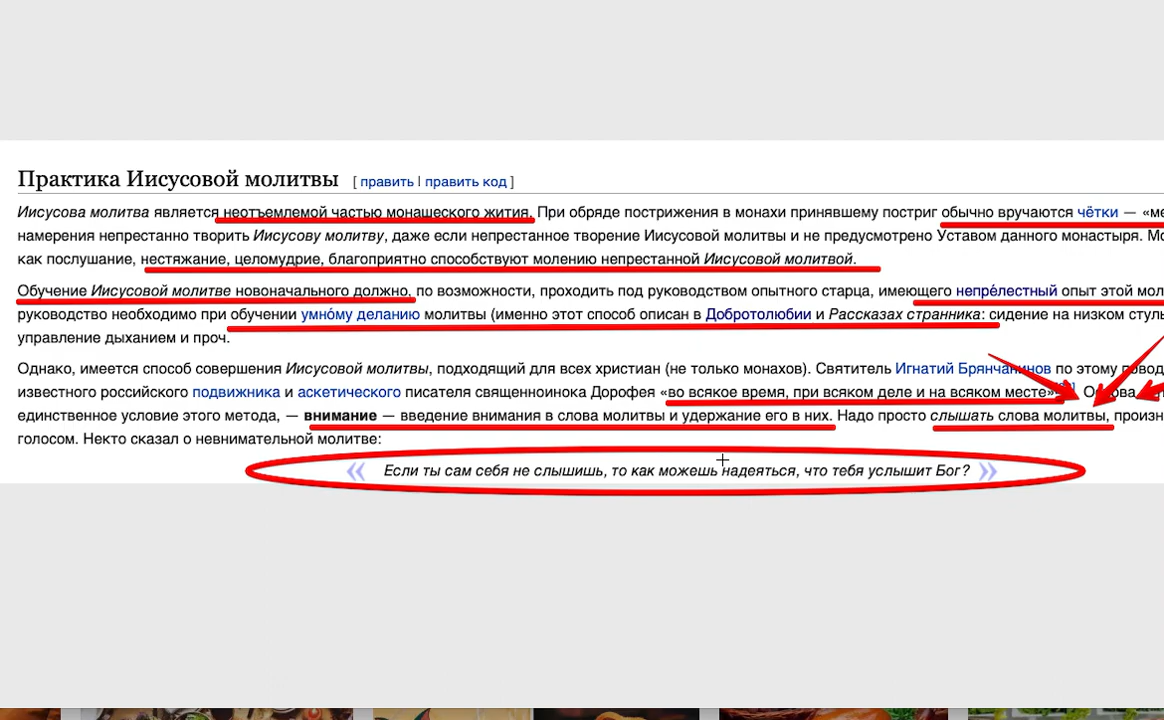 Практика Иисусовой молитвы [ править | править код ]
Иисусова молитва является неотъемлемой частью монашеского жития. При обряде пострижения в монахи принявшему постриг обычно вручаются чётки — «ме
намерения непрестанно творить Иисусову молитву, даже если непрестанное творение Иисусовой молитвы и не предусмотрено Уставом данного монастыря. Мо
как послушание, нестяжание, целомудрие, благоприятно способствуют молению непрестанной Иисусовой молитвой.
Обучение Иисусовой молитве новоначального должно, по возможности, проходить под руководством опытного старца, имеющего непре́лестный опыт этой мол
руководство необходимо при обучении умно́му деланию молитвы (именно этот способ описан в Добротолюбии и Рассказах странника: сидение на низком стуль
управление дыханием и проч.
Однако, имеется способ совершения Иисусовой молитвы, подходящий для всех христиан (не только монахов). Святитель Игнатий Брянчанинов по этому повод
известного российского подвижника и аскетического писателя священноинока Дорофея «во всякое время, при всяком деле и на всяком месте»
единственное условие этого метода, — внимание — введение внимания в слова молитвы и удержание его в них. Надо просто слышать слова молитвы, произн
голосом. Некто сказал о невнимательной молитве:
« Если ты сам себя не слышишь, то как можешь надеяться, что тебя услышит Бог? »